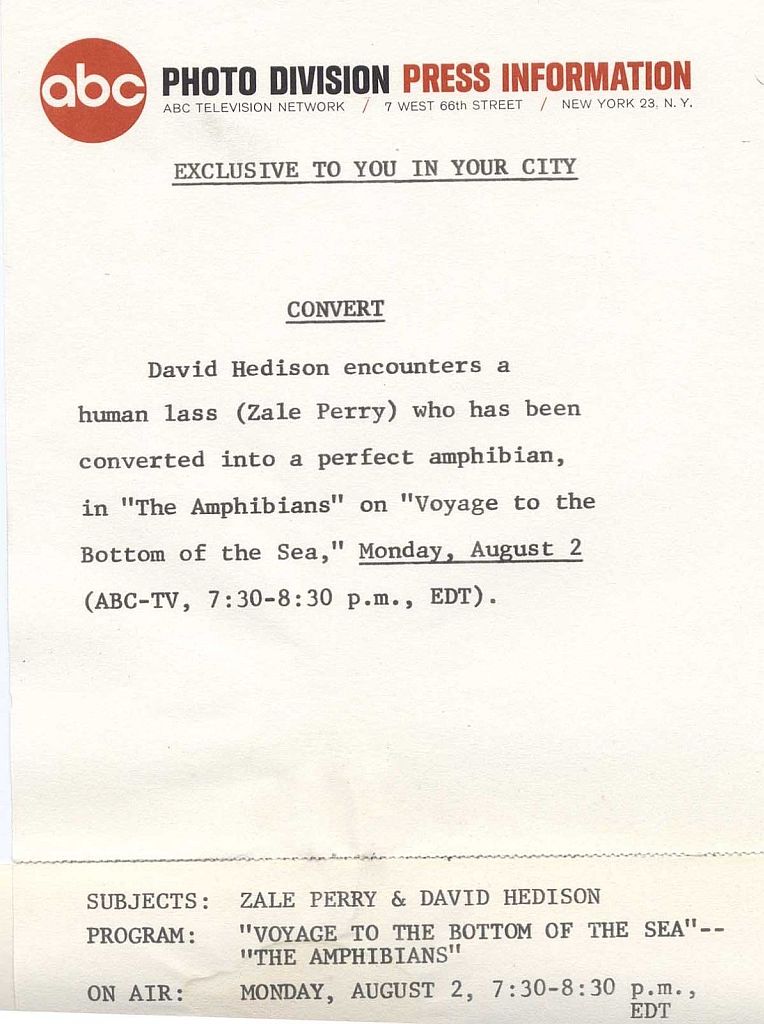 abc PHOTO DIVISION PRESS INFORMATION
ABC TELEVISION NETWORK / 7 WEST 66th STREET / NEW YORK 23, N.Y.
EXCLUSIVE TO YOU IN YOUR CITY
CONVERT
David Hedison encounters a
human lass (Zale Perry) who has been
converted into a perfect amphibian,
in "The Amphibians" on "Voyage to the
Bottom of the Sea," Monday, August 2
(ABC-TV, 7:30-8:30 p.m., EDT).
SUBJECTS: ZALE PERRY & DAVID HEDISON
PROGRAM: "VOYAGE TO THE BOTTOM OF THE SEA"--
"THE AMPHIBIANS"
ON AIR: MONDAY, AUGUST 2, 7:30-8:30 p.m.,
EDT